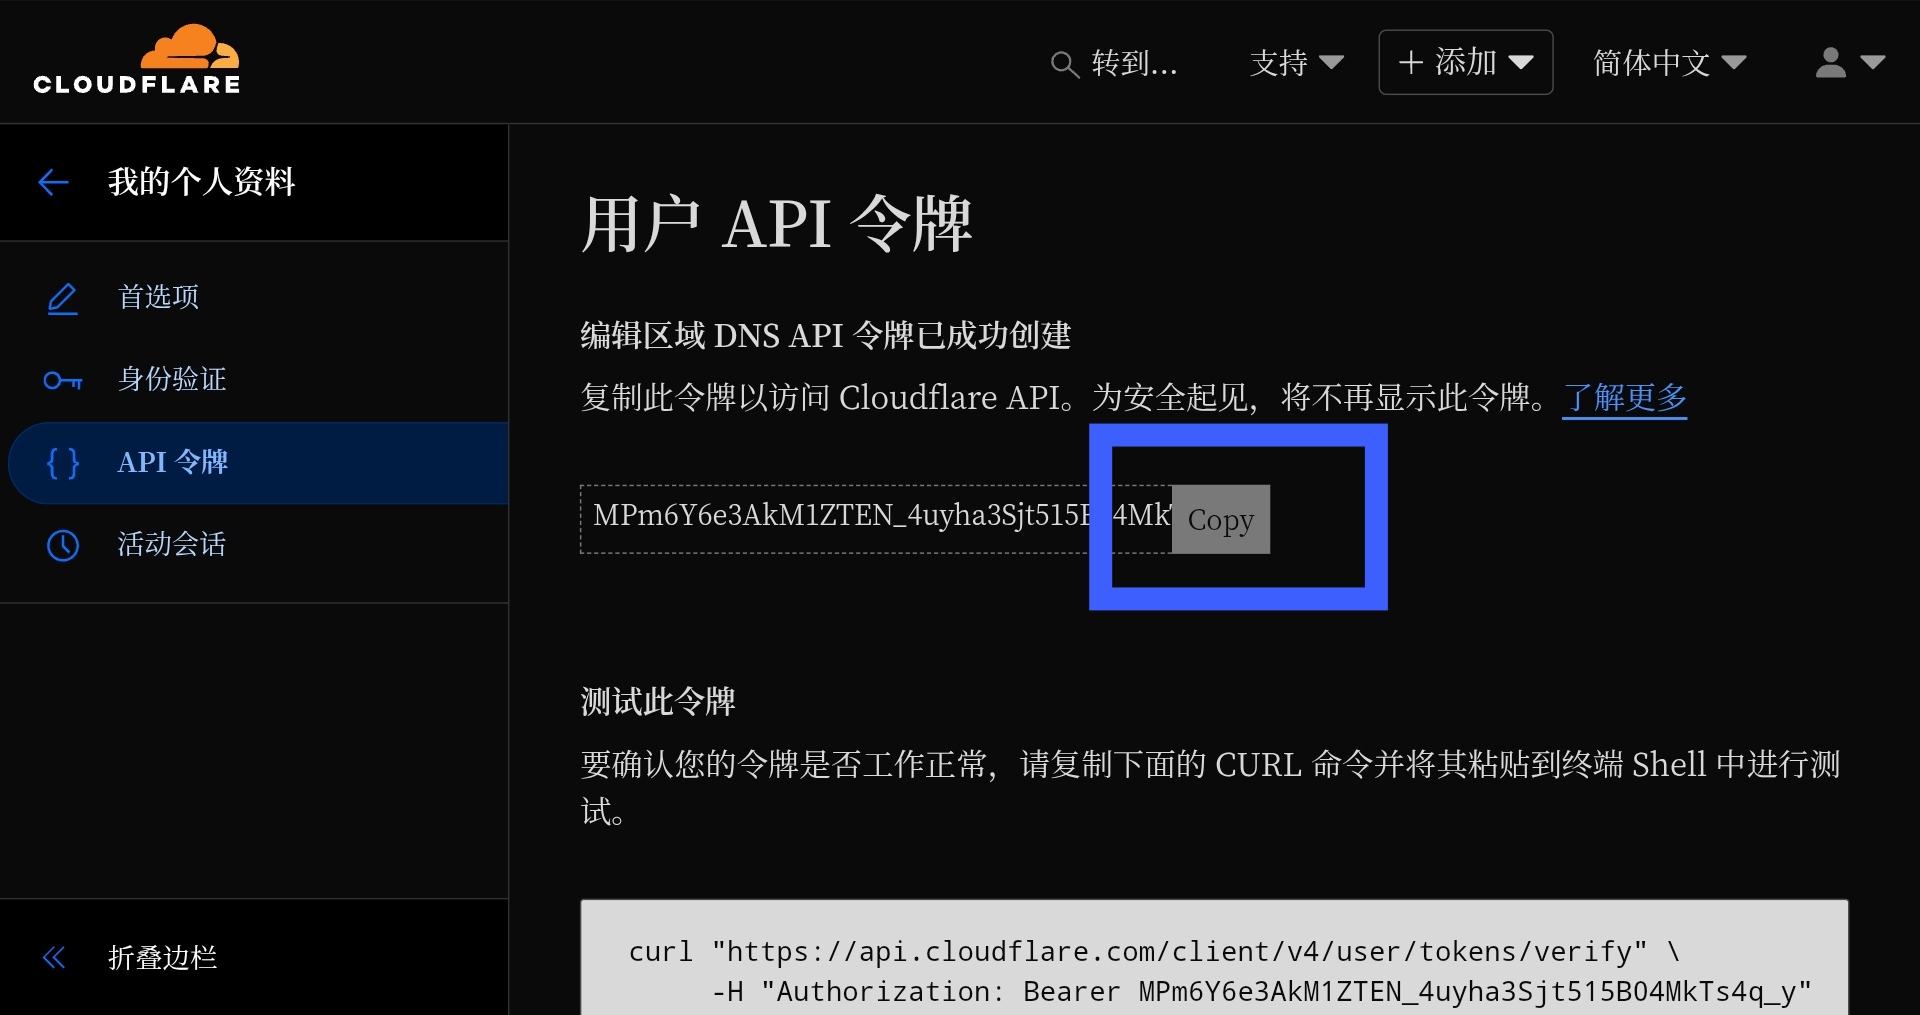 CLOUDFLARE
转到...
支持
添加
简体中文
我的个人资料
首选项
身份验证
API 令牌
活动会话
折叠边栏
用户 API 令牌
编辑区域 DNS API 令牌已成功创建
复制此令牌以访问 Cloudflare API。为安全起见，将不再显示此令牌。了解更多
MPm6Y6e3AkM1ZTEN_4uyha3Sjt515B 4Mk
Copy
测试此令牌
要确认您的令牌是否工作正常，请复制下面的 CURL 命令并将其粘贴到终端 Shell 中进行测
试。
curl "https://api.cloudflare.com/client/v4/user/tokens/verify" \
-H "Authorization: Bearer MPm6Y6e3AkM1ZTEN_4uyha3Sjt515B04MkTs4q_y"